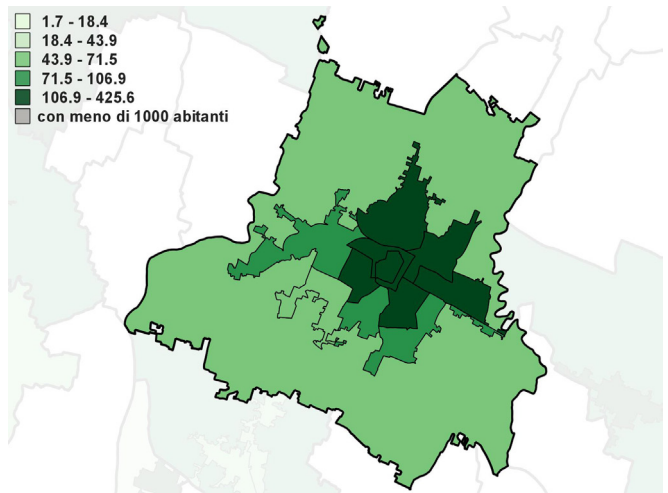 1.7 - 18.4
18.4 - 43.9
43.9 - 71.5
71.5 - 106.9
106.9 - 425.6
con meno di 1000 abitanti